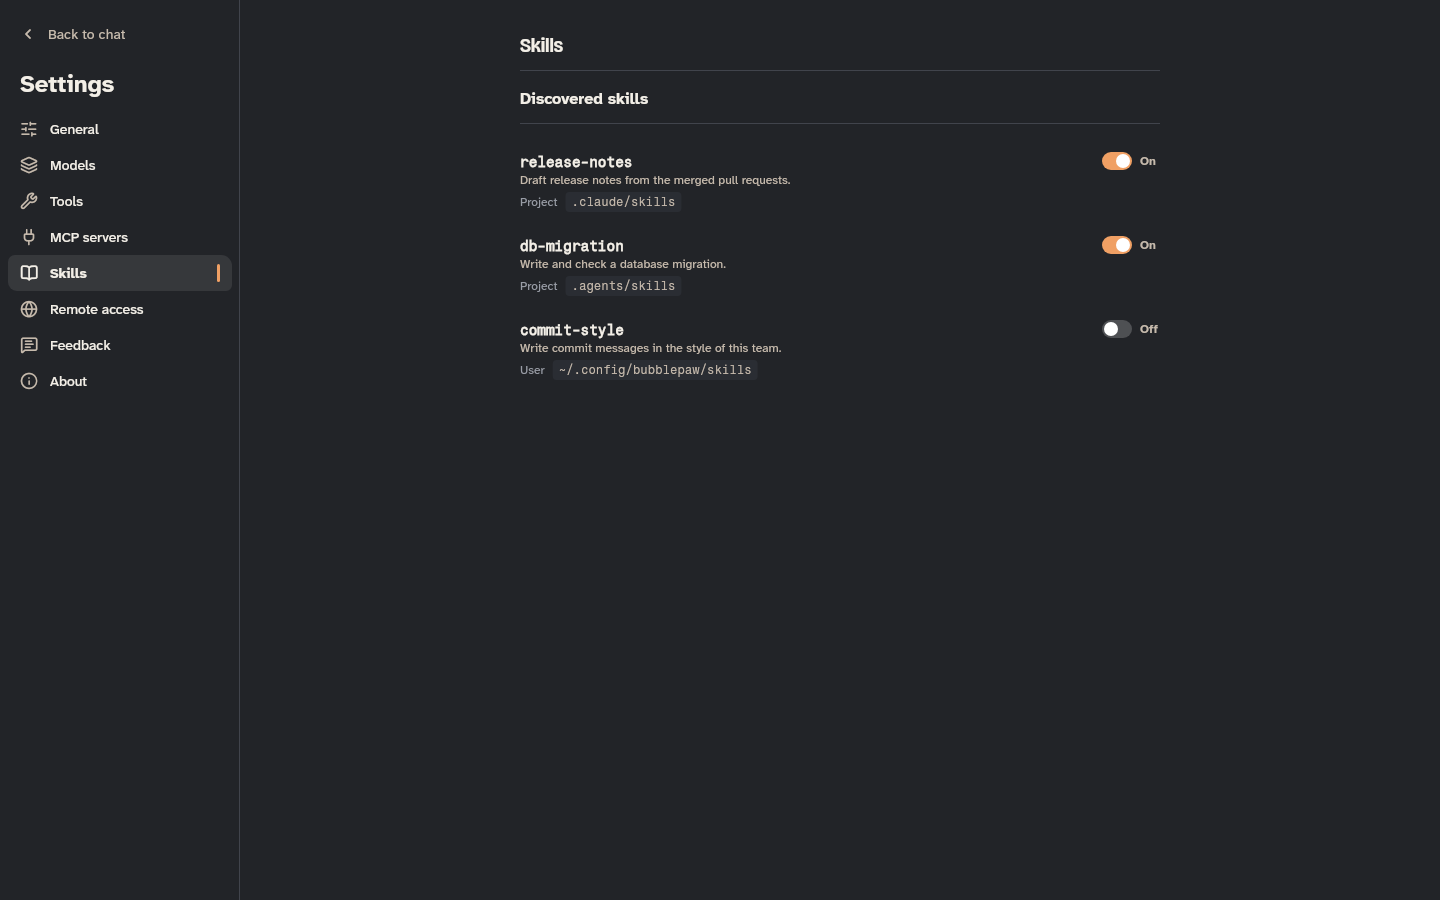 Back to chat
Settings
General
Models
Tools
MCP servers
Skills
Remote access
Feedback
About
Skills
Discovered skills
release-notes
On
Draft release notes from the merged pull requests.
Project .claude/skills
db-migration
On
Write and check a database migration.
Project .agents/skills
commit-style
Off
Write commit messages in the style of this team.
User ~/.config/bubblepaw/skills